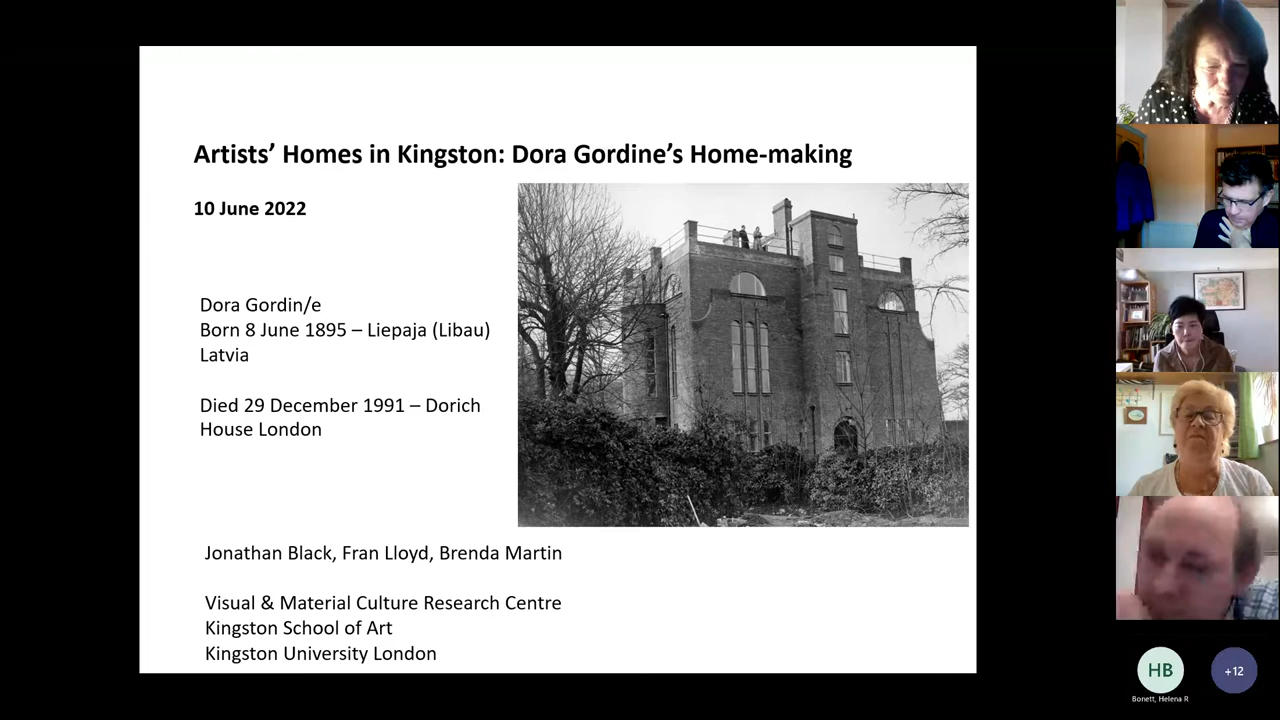 Artists’ Homes in Kingston: Dora Gordine’s Home-making
10 June 2022
Dora Gordin/e
Born 8 June 1895 – Liepaja (Libau)
Latvia
Died 29 December 1991 – Dorich
House London
Jonathan Black, Fran Lloyd, Brenda Martin
Visual & Material Culture Research Centre
Kingston School of Art
Kingston University London
HB
Bonett, Helena R
+12